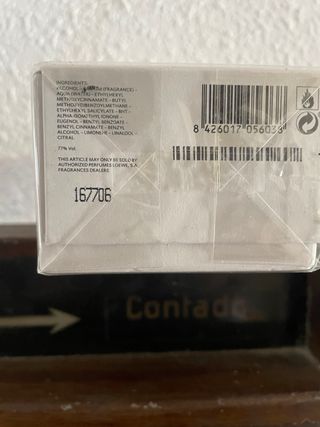 INGREDIENTS:
ALCOHOL - (FRAGRANCE) -
AQUA (WATER) - ETHYLHEXYL
METHOXYCINNAMATE - BUTYL
METHOXYDIBENZOYLMETHANE -
ETHYLHEXYL SALICYLATE - BHT -
ALPHA-ISOMETHYL IONONE -
EUGENOL - BENZYL BENZOATE -
BENZYL CINNAMATE - BENZYL
ALCOHOL - LIMONENE - LINALOOL -
CITRAL.
77% Vol.
THIS ARTICLE MAY ONLY BE SOLD BY
AUTHORIZED PERFUMES LOEWE, S.A.
FRAGRANCES DEALERS.
167706
8 426017 056038
Contado